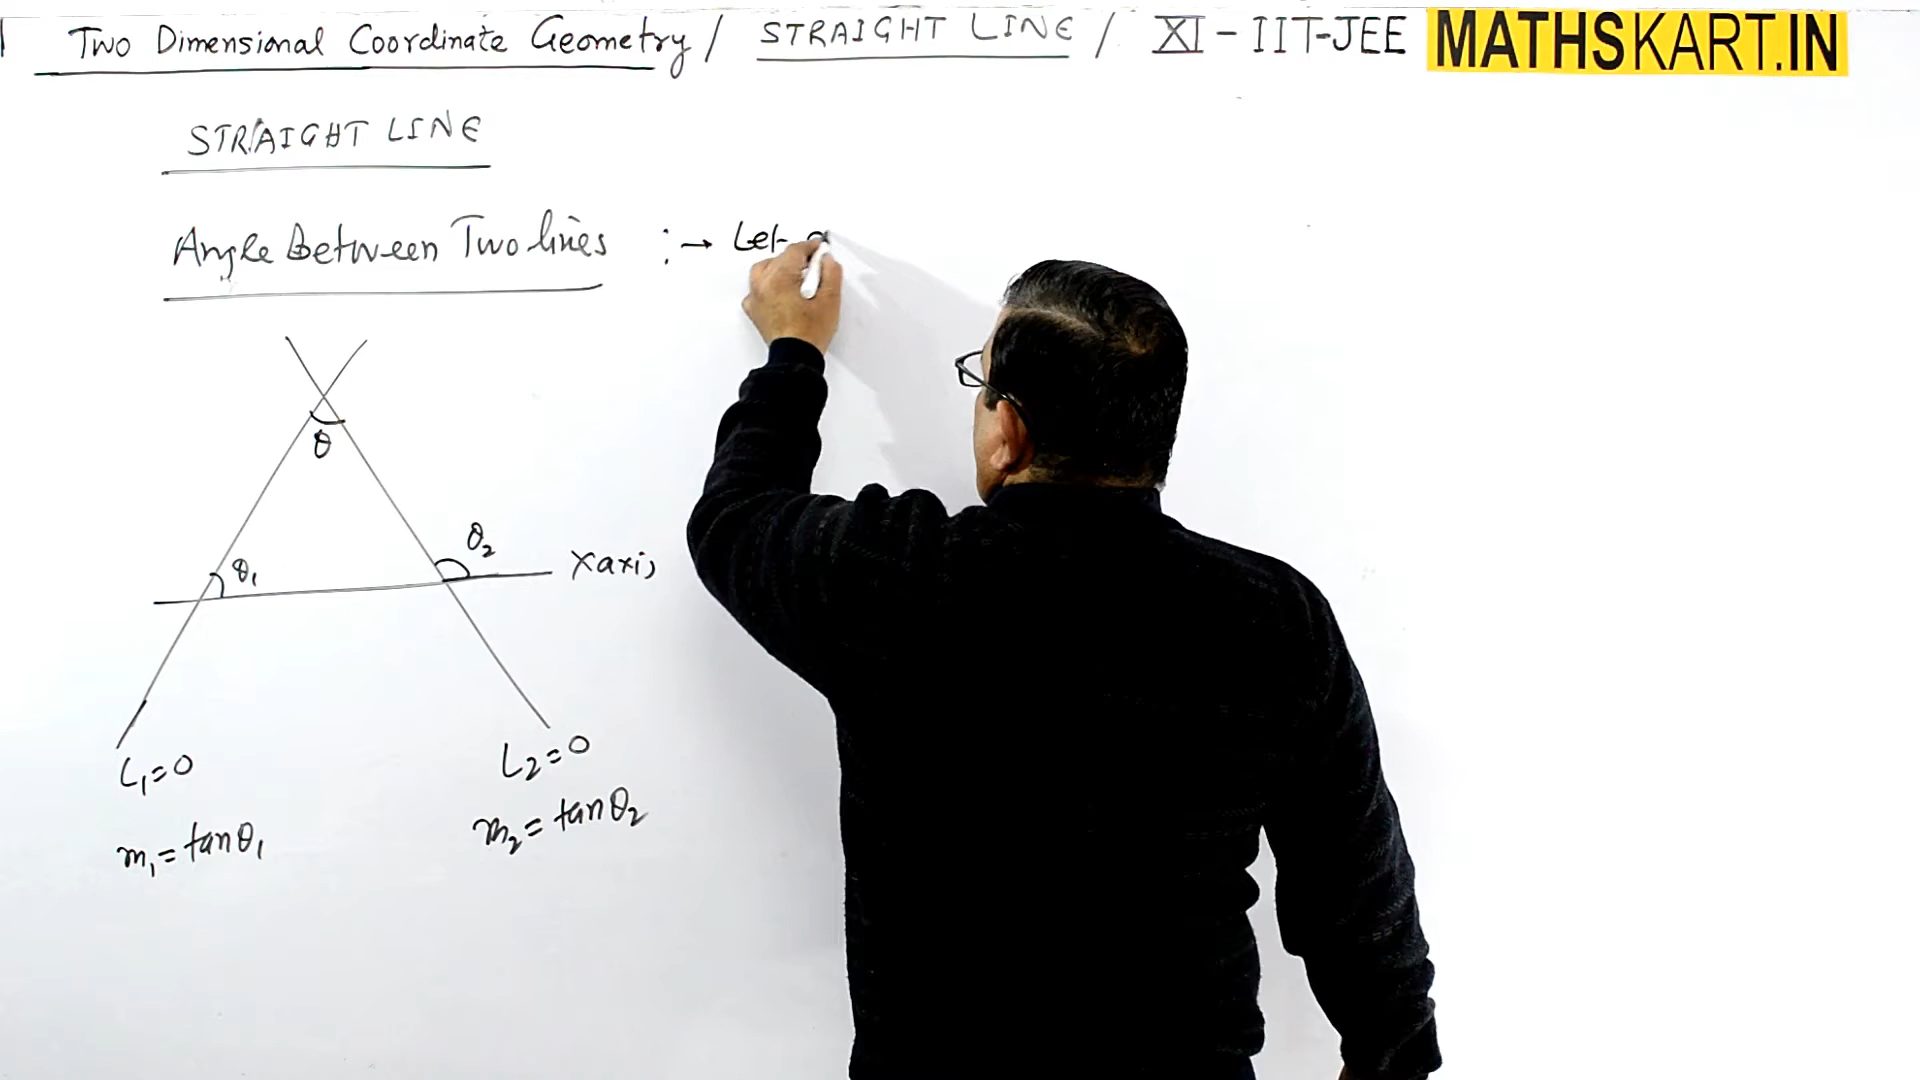 Two Dimensional Coordinate Geometry / STRAIGHT LINE / XI - IIT-JEE MATHSKART.IN
STRAIGHT LINE
Angle Between Two lines :→ Let
θ
θ₂
X axis
θ₁
L₁=0
L₂=0
m₂=tanθ₂
m₁=tanθ₁